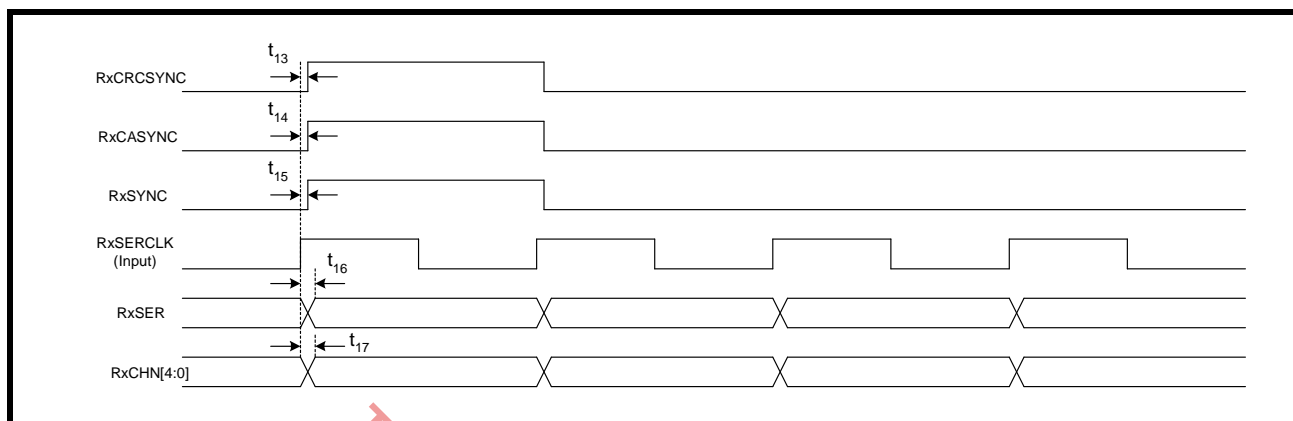 t13
RxCRCSYNC
t14
RxCASYNC
t15
RxSYNC
RxSERCLK
(Input)
t16
RxSER
t17
RxCHN[4:0]